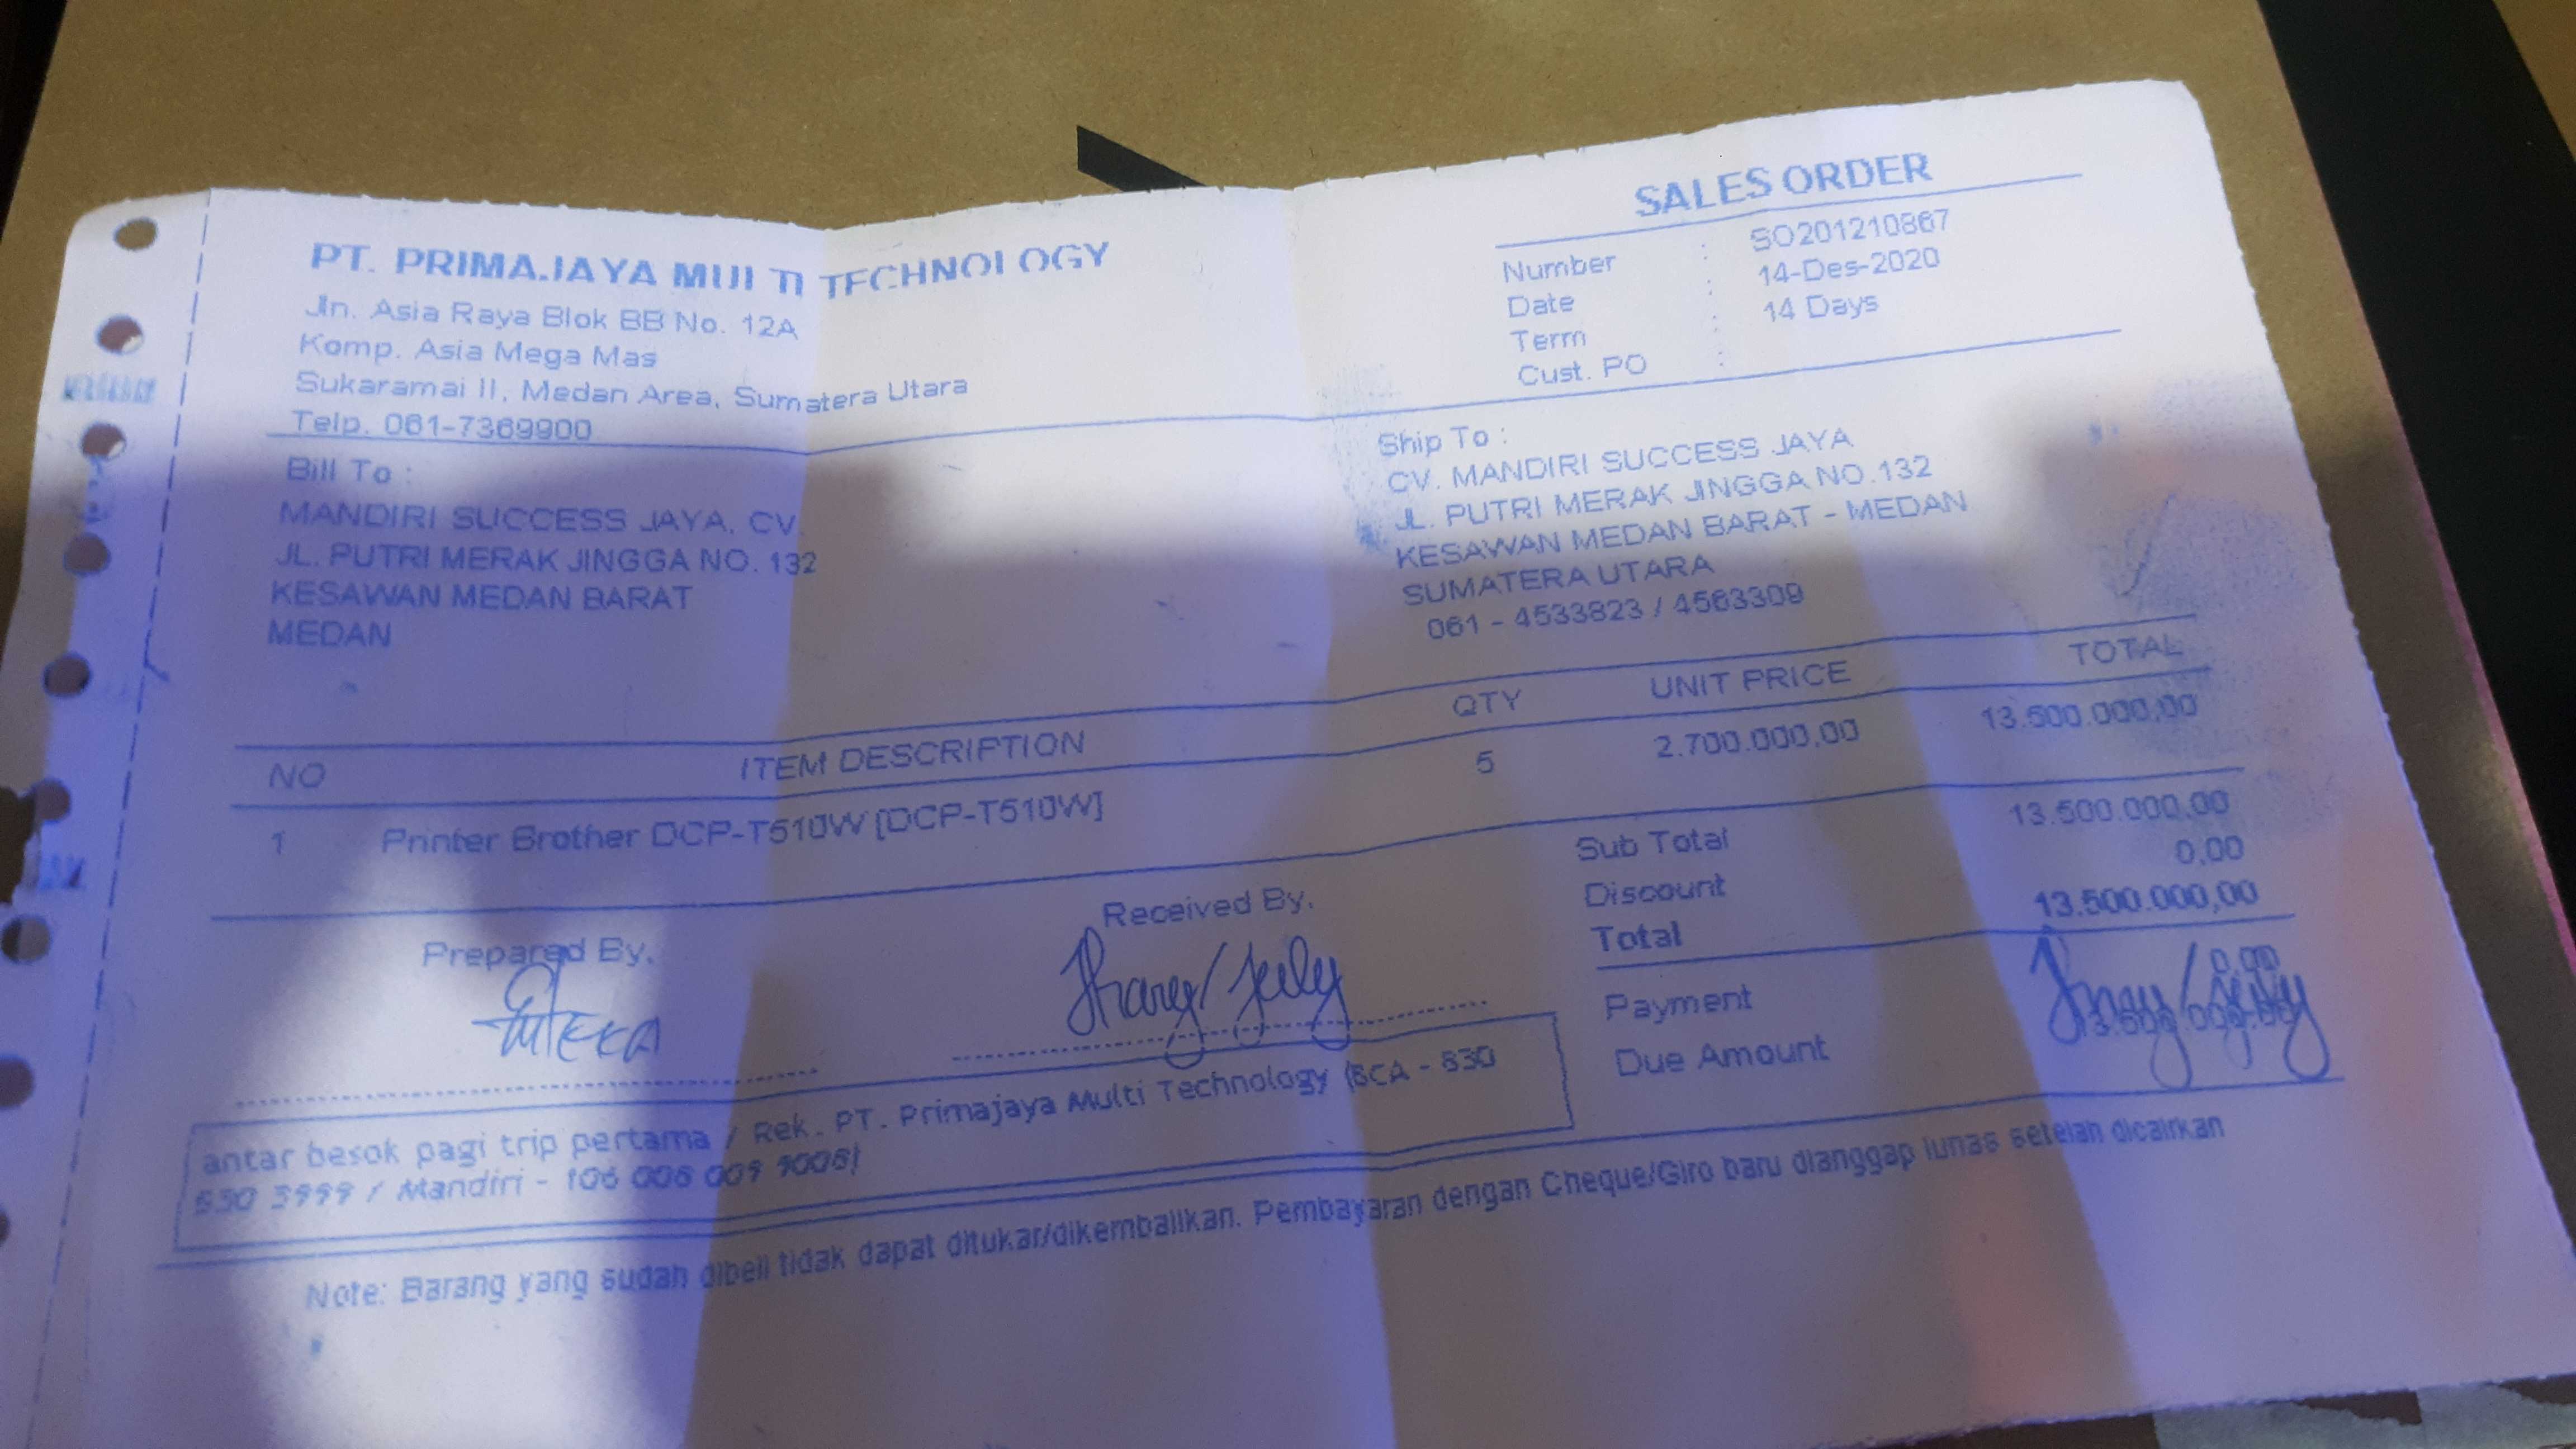 PT. PRIMAJAYA MULTI TECHNOLOGY
Jln. Asia Raya Blok BB No. 12A
Komp. Asia Mega Mas
Sukaramai II, Medan Area, Sumatera Utara
Telp. 061-7369900
SALES ORDER
Number : SO201210867
Date : 14-Des-2020
Term : 14 Days
Cust. PO :
Bill To :
MANDIRI SUCCESS JAYA, CV.
JL. PUTRI MERAK JINGGA NO. 132
KESAWAN MEDAN BARAT
MEDAN
Ship To :
CV. MANDIRI SUCCESS JAYA
JL. PUTRI MERAK JINGGA NO.132
KESAWAN MEDAN BARAT - MEDAN
SUMATERA UTARA
061 - 4533823 / 4563309
NO ITEM DESCRIPTION QTY UNIT PRICE TOTAL
1 Printer Brother DCP-T510W [DCP-T510W] 5 2.700.000,00 13.500.000,00
Sub Total 13.500.000,00
Discount 0,00
Total 13.500.000,00
Payment 0,00
Due Amount 13.500.000,00
Prepared By,
Received By,
antar besok pagi trip pertama / Rek. PT. Primajaya Multi Technology (BCA - 830
830 3999 / Mandiri - 106 006 009 9008)
Note: Barang yang sudah dibeli tidak dapat ditukar/dikembalikan. Pembayaran dengan Cheque/Giro baru dianggap lunas setelah dicairkan